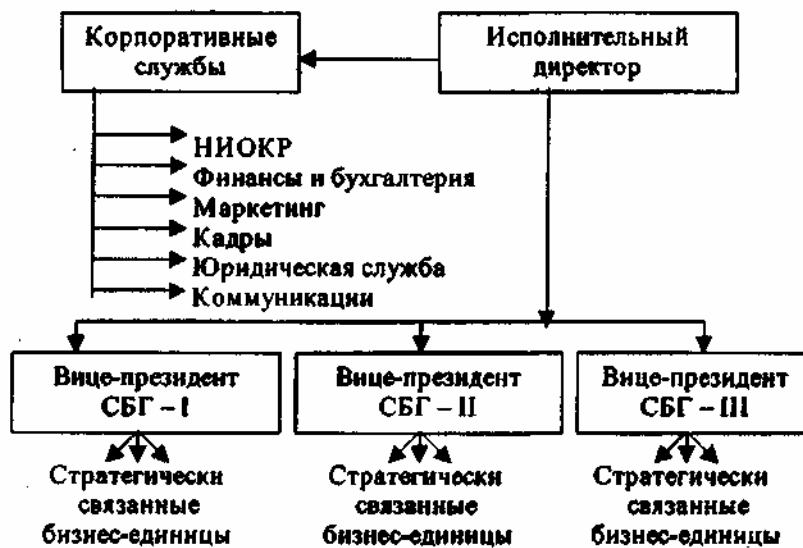 Корпоративные
службы
Исполнительный
директор
НИОКР
Финансы и бухгалтерия
Маркетинг
Кадры
Юридическая служба
Коммуникации
Вице-президент
СБГ – I
Вице-президент
СБГ – II
Вице-президент
СБГ – III
Стратегически
связанные
бизнес-единицы
Стратегически
связанные
бизнес-единицы
Стратегически
связанные
бизнес-единицы